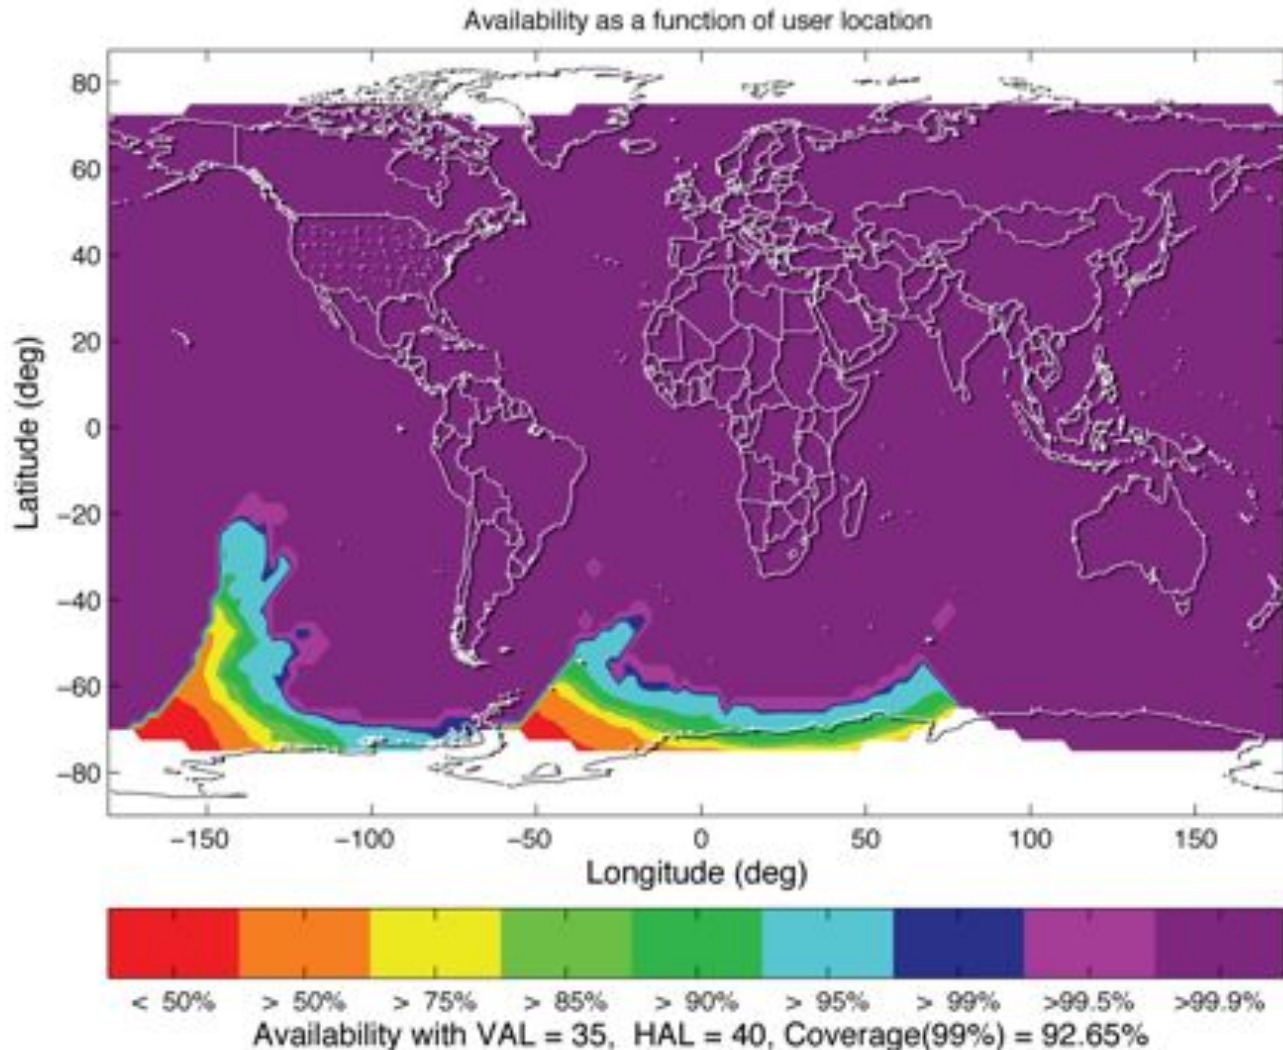 Availability as a function of user location
80
60
40
20
0
−20
−40
−60
−80
Latitude (deg)
−150 −100 −50 0 50 100 150
Longitude (deg)
< 50% > 50% > 75% > 85% > 90% > 95% > 99% >99.5% >99.9%
Availability with VAL = 35, HAL = 40, Coverage(99%) = 92.65%